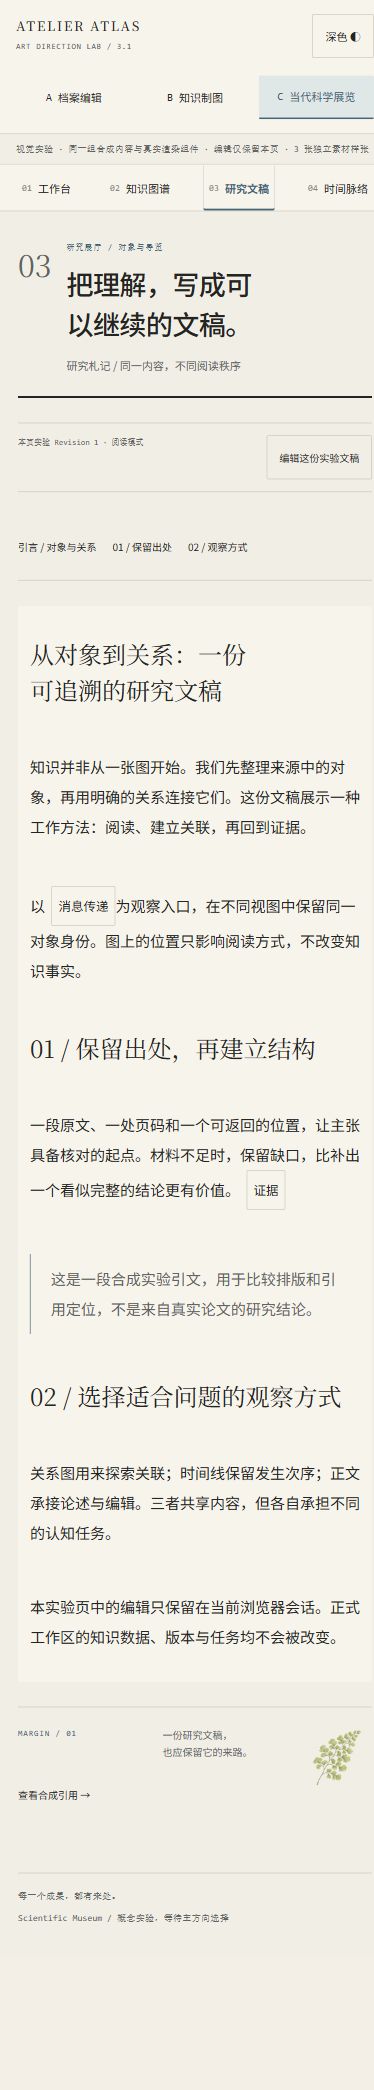 ATELIER ATLAS
ART DIRECTION LAB / 3.1
深色
A 档案编辑
B 知识制图
C 当代科学展览
视觉实验 · 同一组合成内容与真实渲染组件 · 编辑仅保留本页 · 3 张独立素材样张
01 工作台
02 知识图谱
03 研究文稿
04 时间脉络
03
研究展厅 / 对象与导览
把理解，写成可
以继续的文稿。
研究札记 / 同一内容，不同阅读秩序
本页实验 Revision 1 · 阅读模式
编辑这份实验文稿
引言 / 对象与关系 01 / 保留出处 02 / 观察方式
从对象到关系：一份
可追溯的研究文稿
知识并非从一张图开始。我们先整理来源中的对
象，再用明确的关系连接它们。这份文稿展示一种
工作方法：阅读、建立关联，再回到证据。
以 消息传递 为观察入口，在不同视图中保留同一
对象身份。图上的位置只影响阅读方式，不改变知
识事实。
01 / 保留出处，再建立结构
一段原文、一处页码和一个可返回的位置，让主张
具备核对的起点。材料不足时，保留缺口，比补出
一个看似完整的结论更有价值。 证据
这是一段合成实验引文，用于比较排版和引
用定位，不是来自真实论文的研究结论。
02 / 选择适合问题的观察方式
关系图用来探索关联；时间线保留发生次序；正文
承接论述与编辑。三者共享内容，但各自承担不同
的认知任务。
本实验页中的编辑只保留在当前浏览器会话。正式
工作区的知识数据、版本与任务均不会被改变。
MARGIN / 01
一份研究文稿，
也应保留它的来路。
查看合成引用 →
每一个成果，都有来处。
Scientific Museum / 概念实验，等待主方向选择